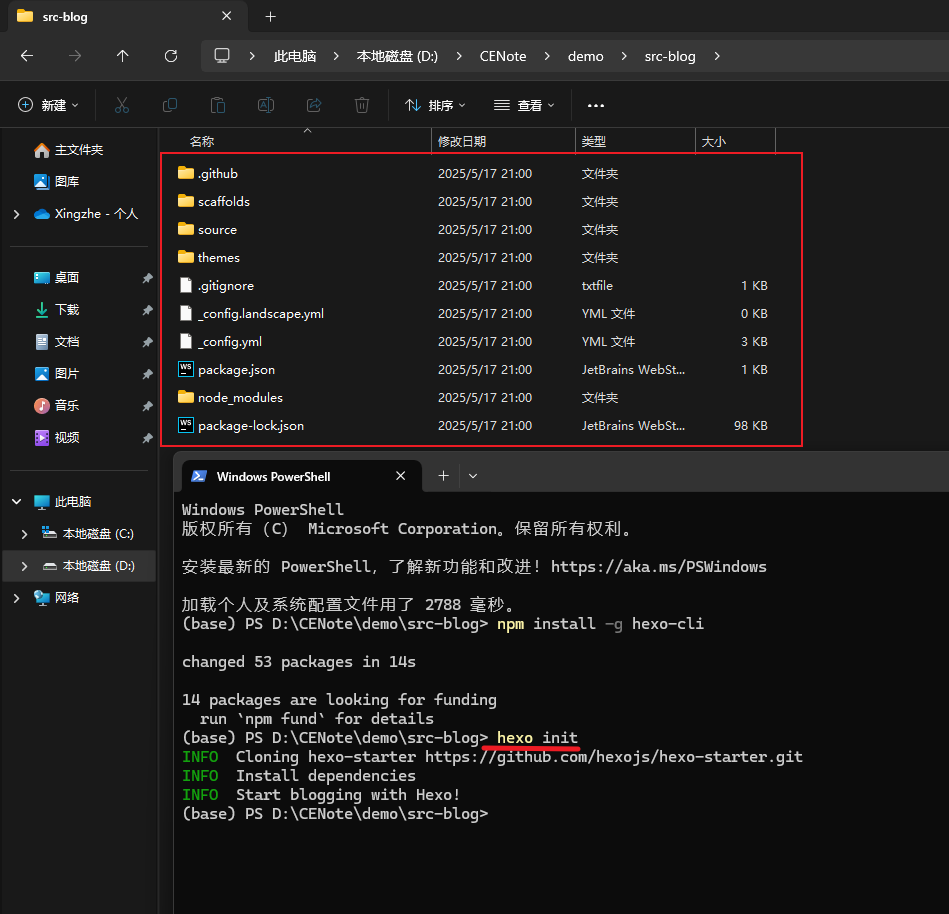 src-blog
此电脑 本地磁盘 (D:) CENote demo src-blog
新建 排序 查看
主文件夹
图库
Xingzhe - 个人
桌面
下载
文档
图片
音乐
视频
此电脑
本地磁盘 (C:)
本地磁盘 (D:)
网络
名称 修改日期 类型 大小
.github 2025/5/17 21:00 文件夹
scaffolds 2025/5/17 21:00 文件夹
source 2025/5/17 21:00 文件夹
themes 2025/5/17 21:00 文件夹
.gitignore 2025/5/17 21:00 txtfile 1 KB
_config.landscape.yml 2025/5/17 21:00 YML 文件 0 KB
_config.yml 2025/5/17 21:00 YML 文件 3 KB
WS package.json 2025/5/17 21:00 JetBrains WebSt... 1 KB
node_modules 2025/5/17 21:00 文件夹
WS package-lock.json 2025/5/17 21:00 JetBrains WebSt... 98 KB
Windows PowerShell
Windows PowerShell
版权所有 (C) Microsoft Corporation。保留所有权利。
安装最新的 PowerShell，了解新功能和改进！https://aka.ms/PSWindows
加载个人及系统配置文件用了 2788 毫秒。
(base) PS D:\CENote\demo\src-blog> npm install -g hexo-cli
changed 53 packages in 14s
14 packages are looking for funding
run `npm fund` for details
(base) PS D:\CENote\demo\src-blog> hexo init
INFO Cloning hexo-starter https://github.com/hexojs/hexo-starter.git
INFO Install dependencies
INFO Start blogging with Hexo!
(base) PS D:\CENote\demo\src-blog>